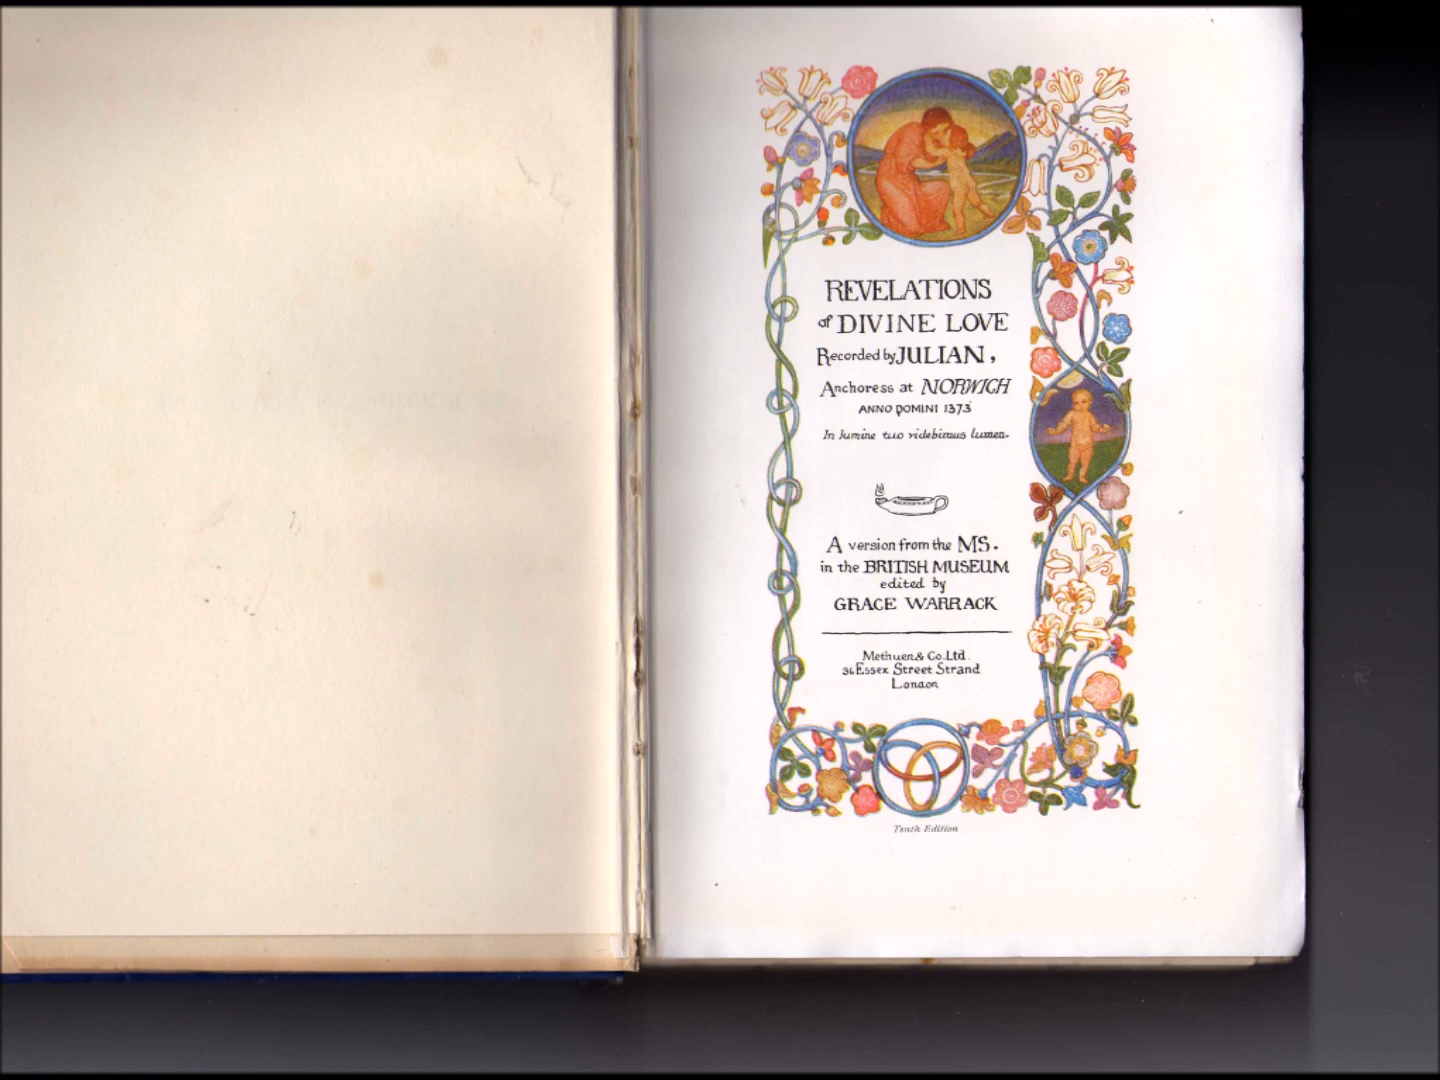 REVELATIONS
of DIVINE LOVE
Recorded by JULIAN,
Anchoress at NORWICH
ANNO DOMINI 1373
In lumine tuo videbimus lumen.
A version from the MS.
in the BRITISH MUSEUM
edited by
GRACE WARRACK
Methuen & Co. Ltd.
36 Essex Street Strand
London
Tenth Edition